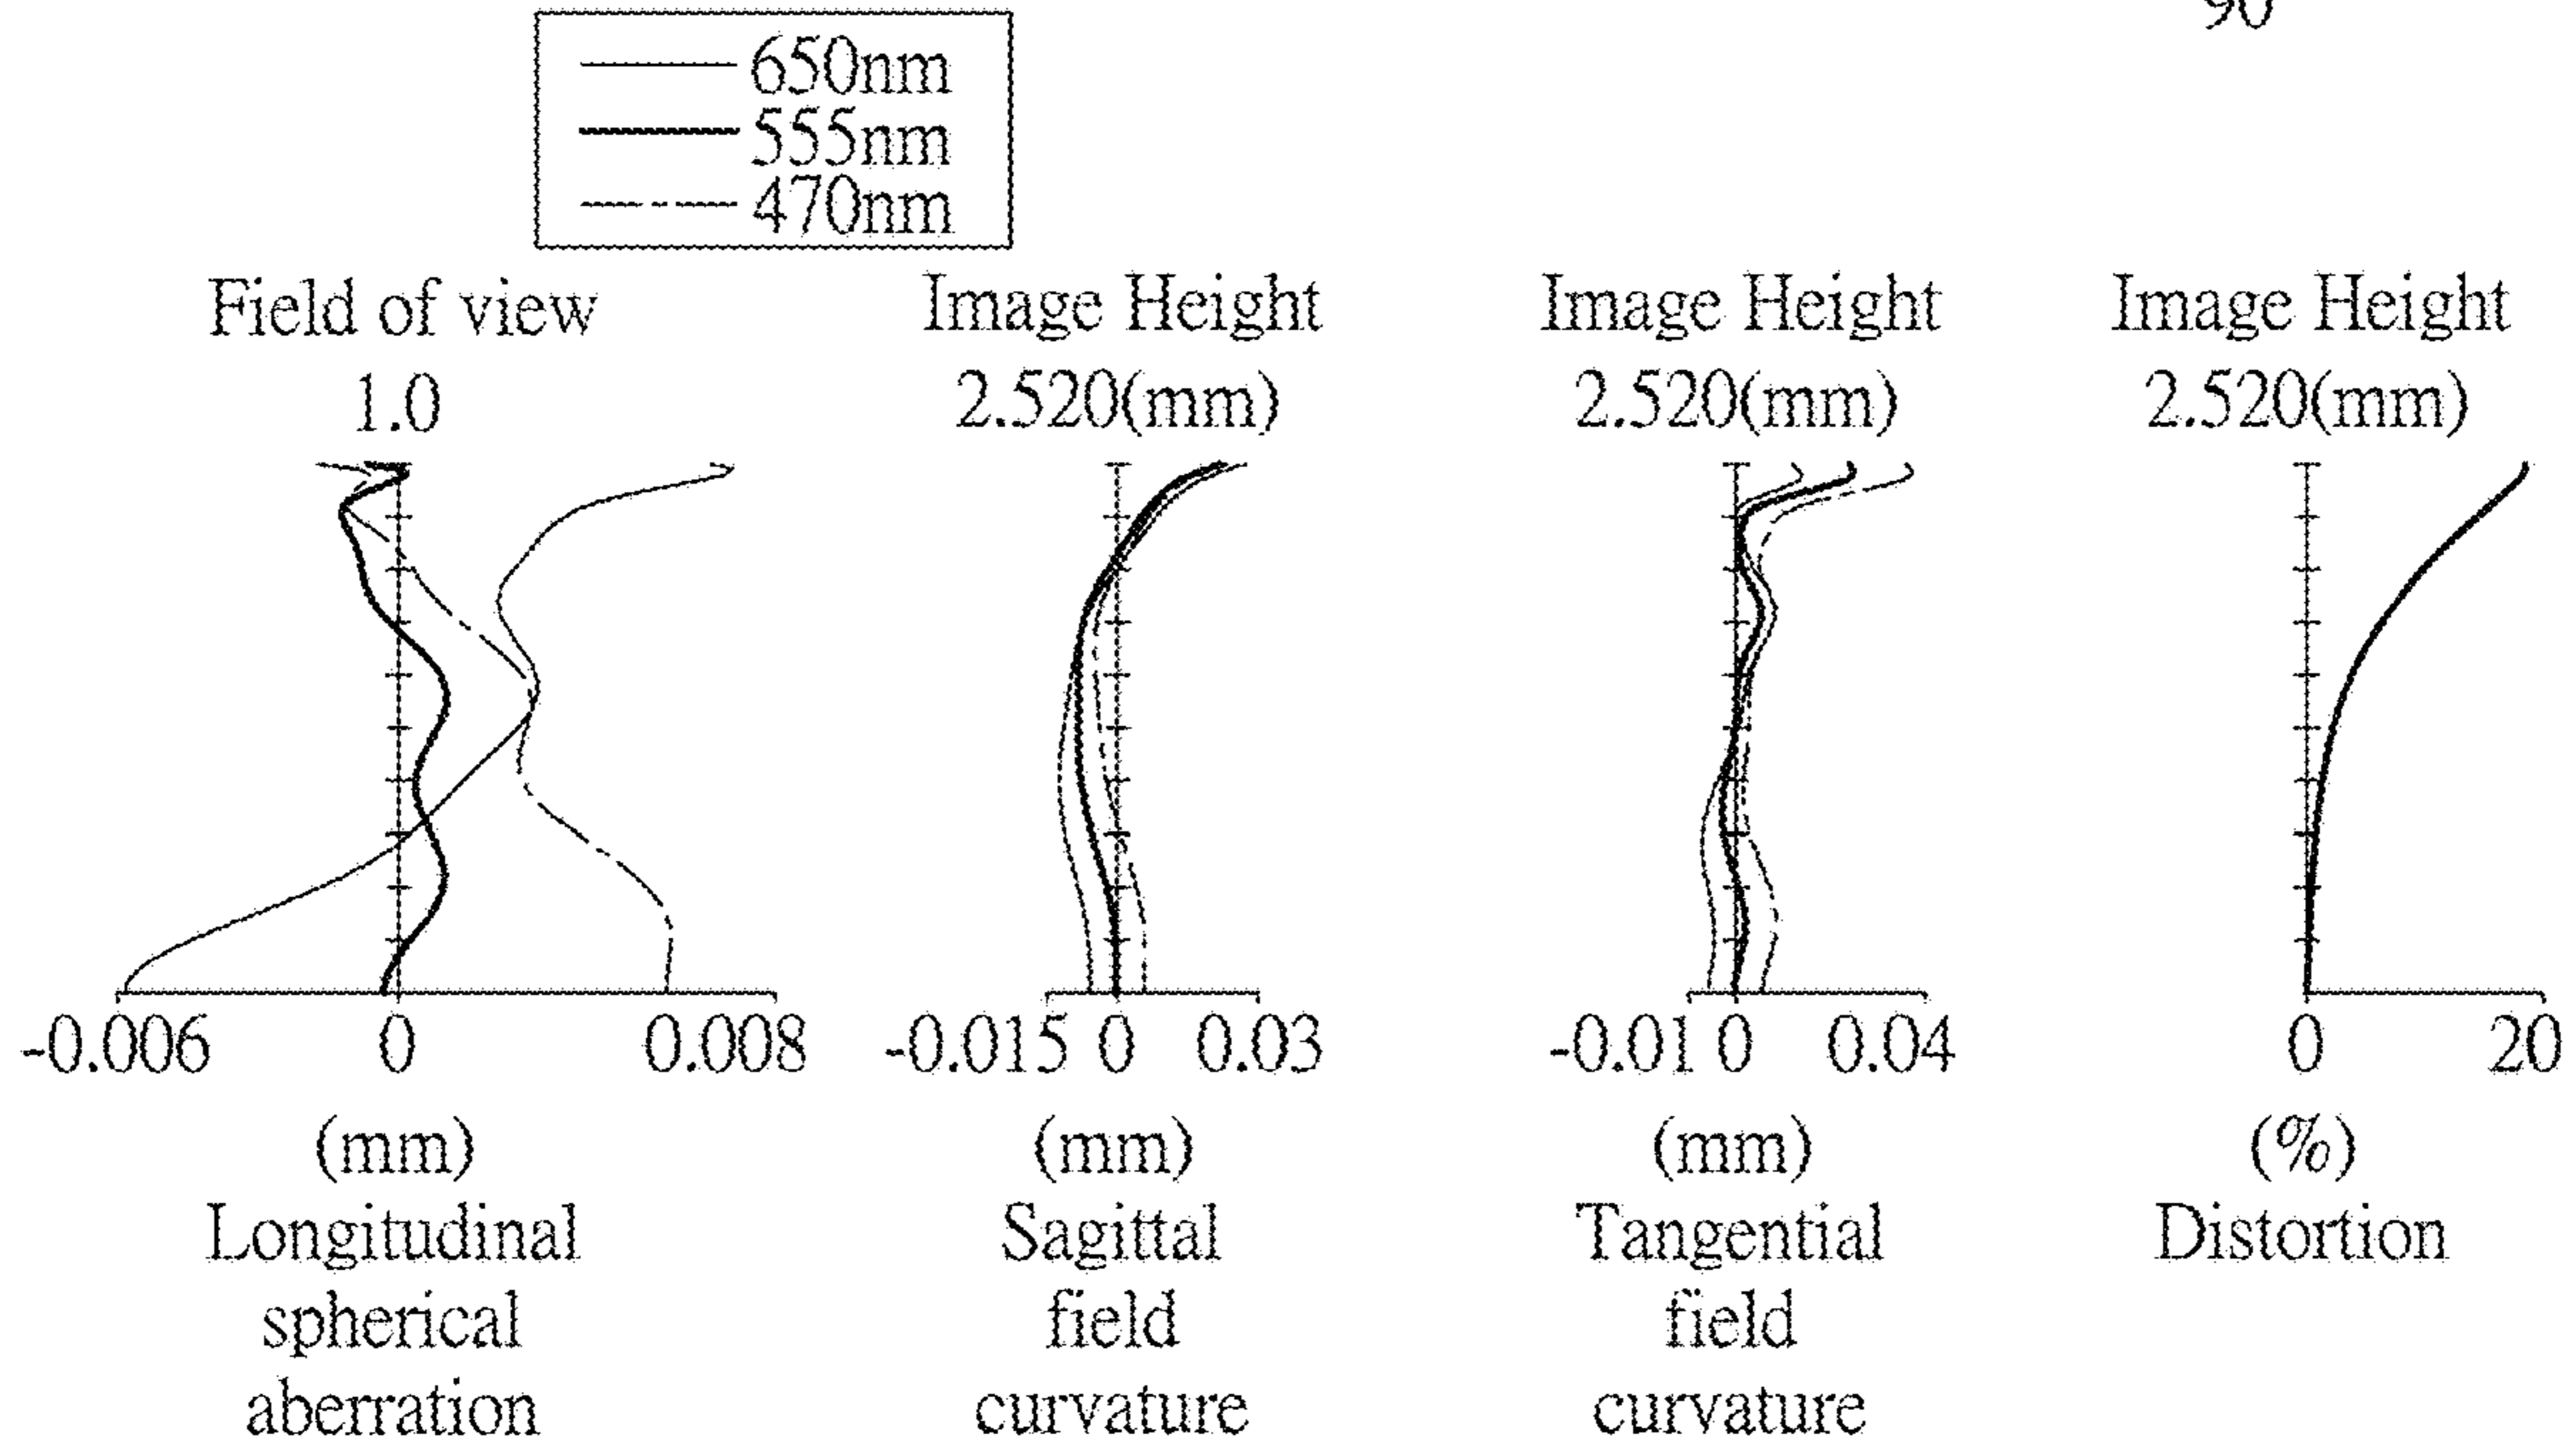 90
650nm
555nm
470nm
Field of view
1.0
Image Height
2.520(mm)
Image Height
2.520(mm)
Image Height
2.520(mm)
-0.006 0 0.008
-0.015 0 0.03
-0.01 0 0.04
0 20
(mm)
Longitudinal
spherical
aberration
(mm)
Sagittal
field
curvature
(mm)
Tangential
field
curvature
(%)
Distortion